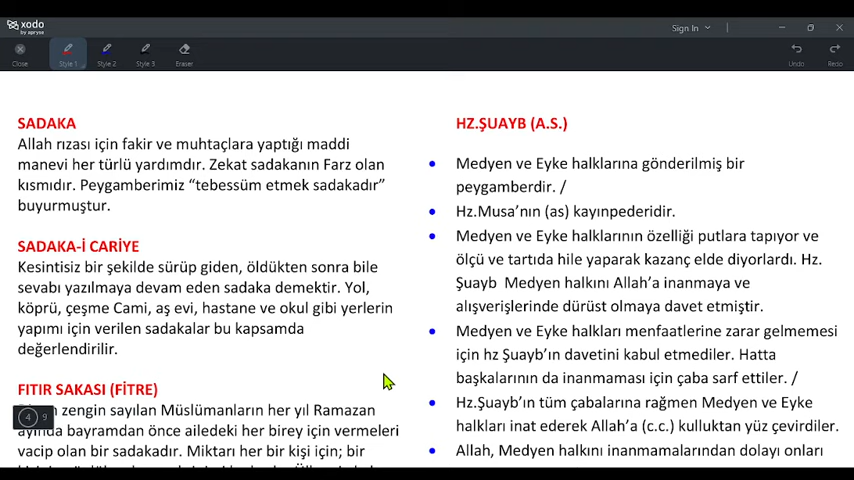 xodo
by apryse
Sign In
Close
Style 1
Style 2
Style 3
Eraser
Undo
Redo
SADAKA
Allah rızası için fakir ve muhtaçlara yaptığı maddi
manevi her türlü yardımdır. Zekat sadakanın Farz olan
kısmıdır. Peygamberimiz “tebessüm etmek sadakadır”
buyurmuştur.
SADAKA-İ CARİYE
Kesintisiz bir şekilde sürüp giden, öldükten sonra bile
sevabı yazılmaya devam eden sadaka demektir. Yol,
köprü, çeşme Cami, aş evi, hastane ve okul gibi yerlerin
yapımı için verilen sadakalar bu kapsamda
değerlendirilir.
FITIR SAKASI (FİTRE)
zengin sayılan Müslümanların her yıl Ramazan
ayında bayramdan önce ailedeki her birey için vermeleri
vacip olan bir sadakadır. Miktarı her bir kişi için; bir
4 9
HZ.ŞUAYB (A.S.)
Medyen ve Eyke halklarına gönderilmiş bir
peygamberdir. /
Hz.Musa’nın (as) kayınpederidir.
Medyen ve Eyke halklarının özelliği putlara tapıyor ve
ölçü ve tartıda hile yaparak kazanç elde diyorlardı. Hz.
Şuayb Medyen halkını Allah’a inanmaya ve
alışverişlerinde dürüst olmaya davet etmiştir.
Medyen ve Eyke halkları menfaatlerine zarar gelmemesi
için hz Şuayb’ın davetini kabul etmediler. Hatta
başkalarının da inanmaması için çaba sarf ettiler. /
Hz.Şuayb’ın tüm çabalarına rağmen Medyen ve Eyke
halkları inat ederek Allah’a (c.c.) kulluktan yüz çevirdiler.
Allah, Medyen halkını inanmamalarından dolayı onları